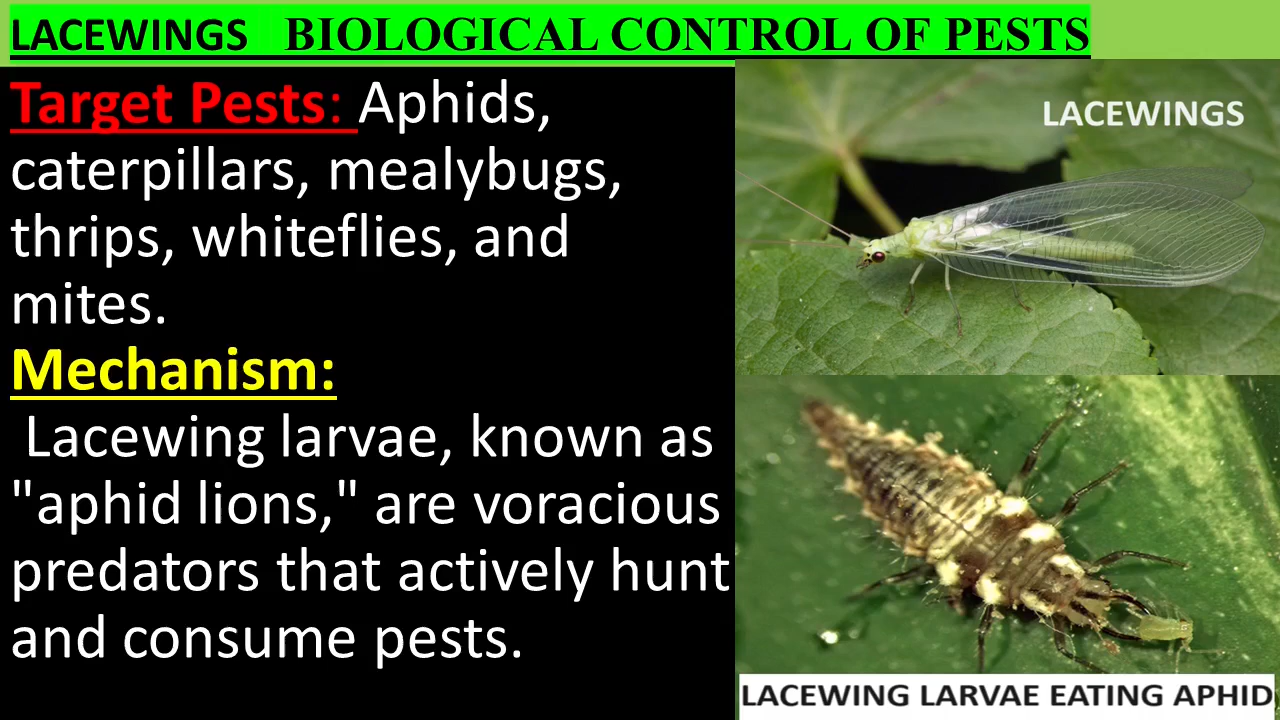 LACEWINGS BIOLOGICAL CONTROL OF PESTS
Target Pests: Aphids,
caterpillars, mealybugs,
thrips, whiteflies, and
mites.
Mechanism:
Lacewing larvae, known as
"aphid lions," are voracious
predators that actively hunt
and consume pests.
LACEWINGS
LACEWING LARVAE EATING APHID